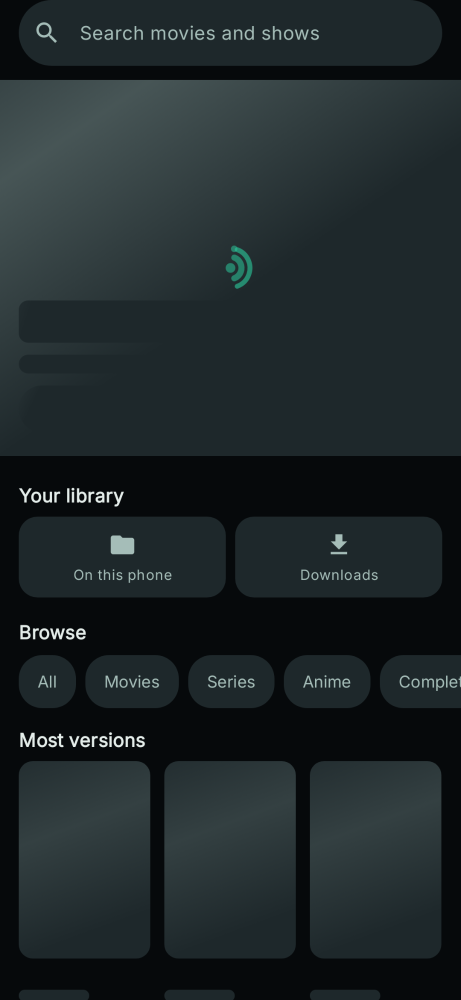 Search movies and shows
Your library
On this phone
Downloads
Browse
All
Movies
Series
Anime
Most versions